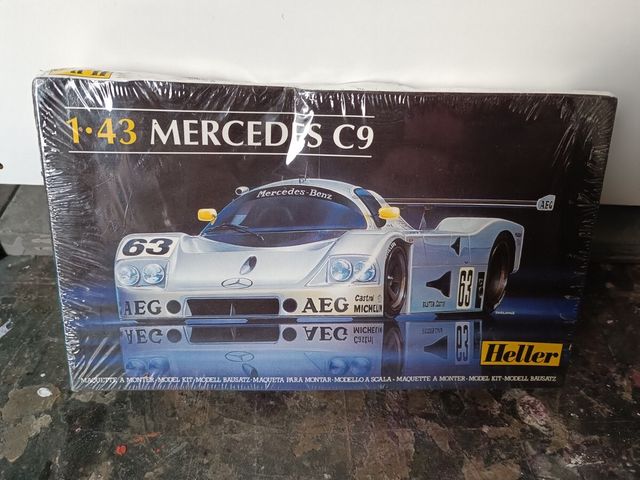 1·43 MERCEDES C9
Mercedes-Benz
63
AEG
AEG
Castrol
MICHELIN
63
AEG
Heller
MAQUETTE A MONTER-MODEL KIT-MODELL BAUSATZ-MAQUETA PARA MONTAR-MODELLO A SCALA-MAQUETTE A MONTER-MODEL KIT-MODELL BAUSATZ